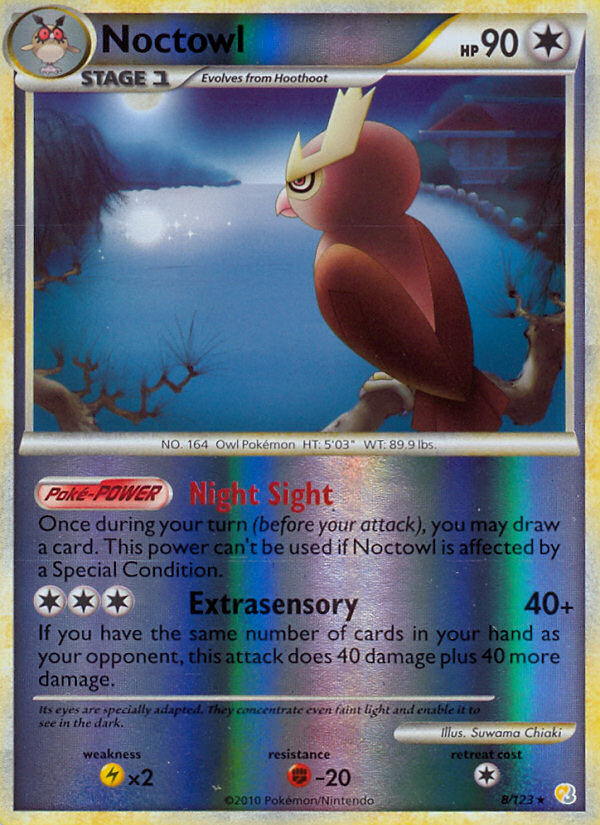 Noctowl
HP 90
STAGE 1
Evolves from Hoothoot
NO. 164 Owl Pokémon HT: 5'03" WT: 89.9 lbs.
Poké-POWER Night Sight
Once during your turn (before your attack), you may draw
a card. This power can't be used if Noctowl is affected by
a Special Condition.
Extrasensory 40+
If you have the same number of cards in your hand as
your opponent, this attack does 40 damage plus 40 more
damage.
Its eyes are specially adapted. They concentrate even faint light and enable it to
see in the dark.
Illus. Suwama Chiaki
weakness resistance retreat cost
x2 -20
©2010 Pokémon/Nintendo 8/123 ★